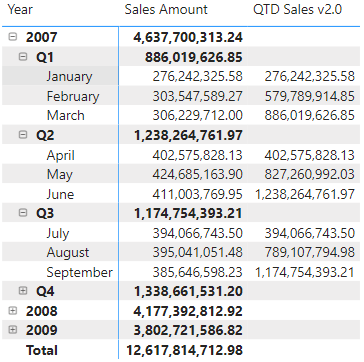 Year Sales Amount QTD Sales v2.0
2007 4,637,700,313.24
Q1 886,019,626.85
January 276,242,325.58 276,242,325.58
February 303,547,589.27 579,789,914.85
March 306,229,712.00 886,019,626.85
Q2 1,238,264,761.97
April 402,575,828.13 402,575,828.13
May 424,685,163.90 827,260,992.03
June 411,003,769.95 1,238,264,761.97
Q3 1,174,754,393.21
July 394,066,743.50 394,066,743.50
August 395,041,051.48 789,107,794.98
September 385,646,598.23 1,174,754,393.21
Q4 1,338,661,531.20
2008 4,177,392,812.92
2009 3,802,721,586.82
Total 12,617,814,712.98